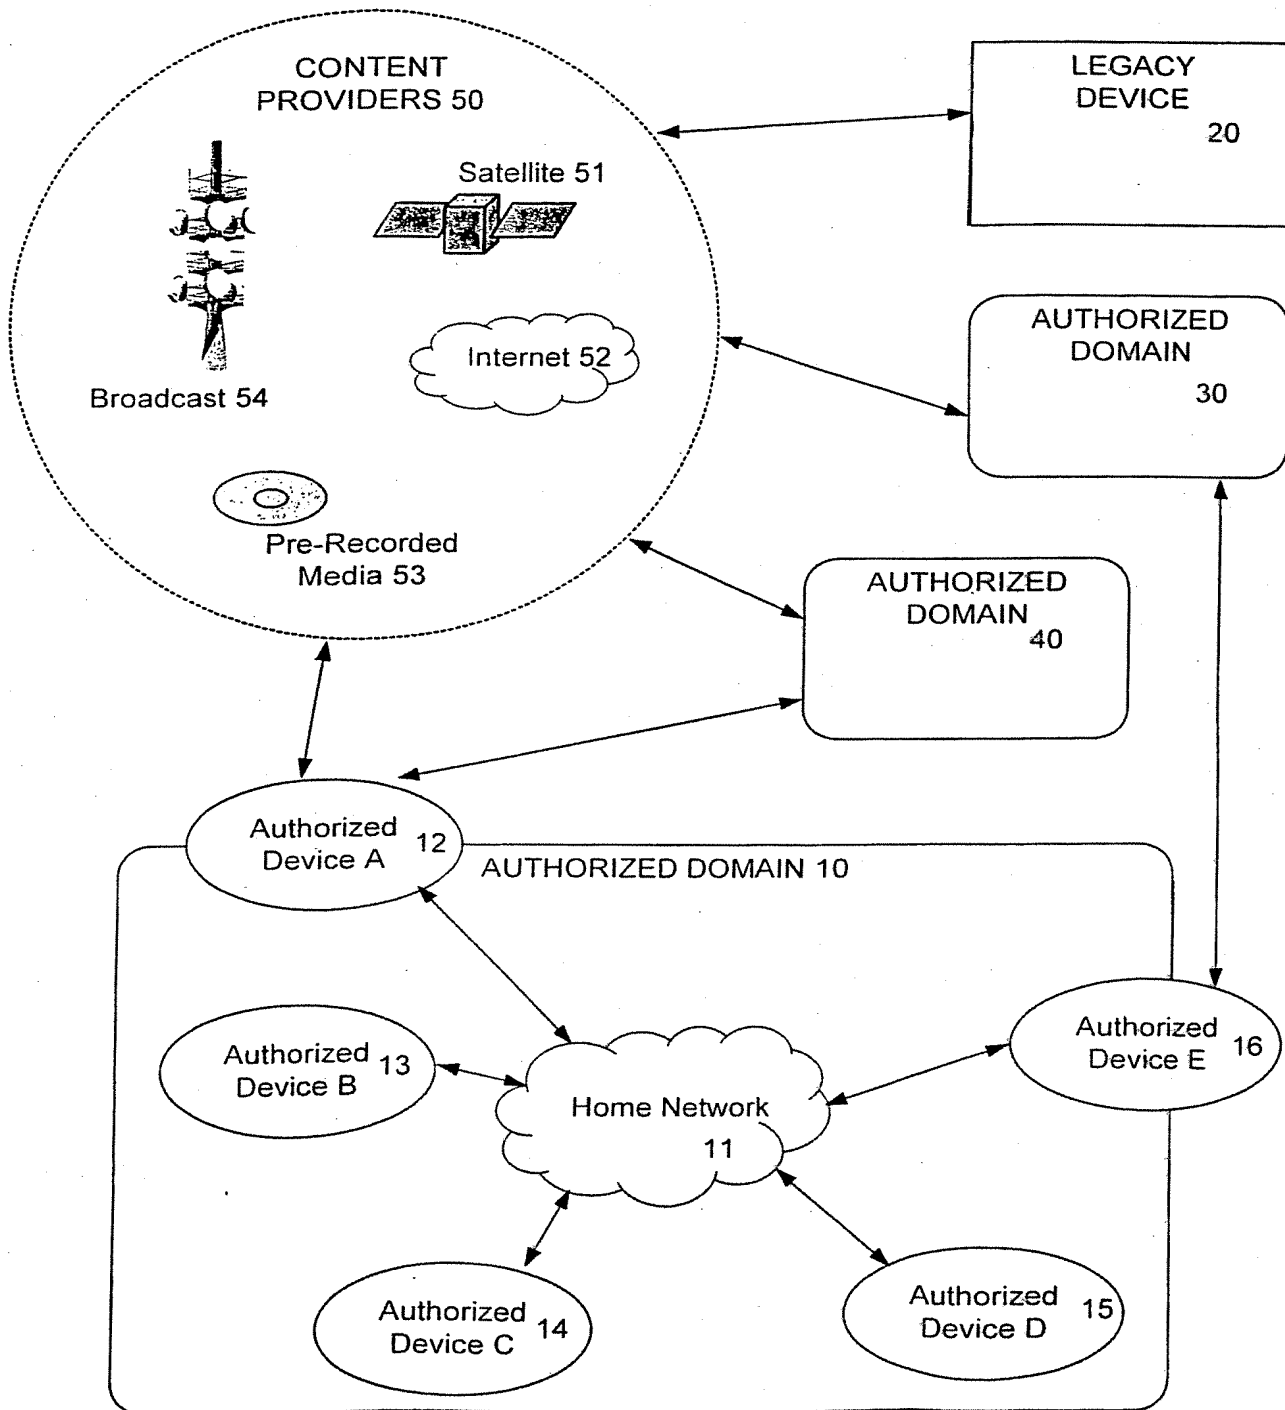 CONTENT
PROVIDERS 50
Satellite 51
Internet 52
Broadcast 54
Pre-Recorded
Media 53
LEGACY
DEVICE
20
AUTHORIZED
DOMAIN
30
AUTHORIZED
DOMAIN
40
Authorized
Device A
12
AUTHORIZED DOMAIN 10
Authorized
Device B
13
Home Network
11
Authorized
Device E
16
Authorized
Device C
14
Authorized
Device D
15